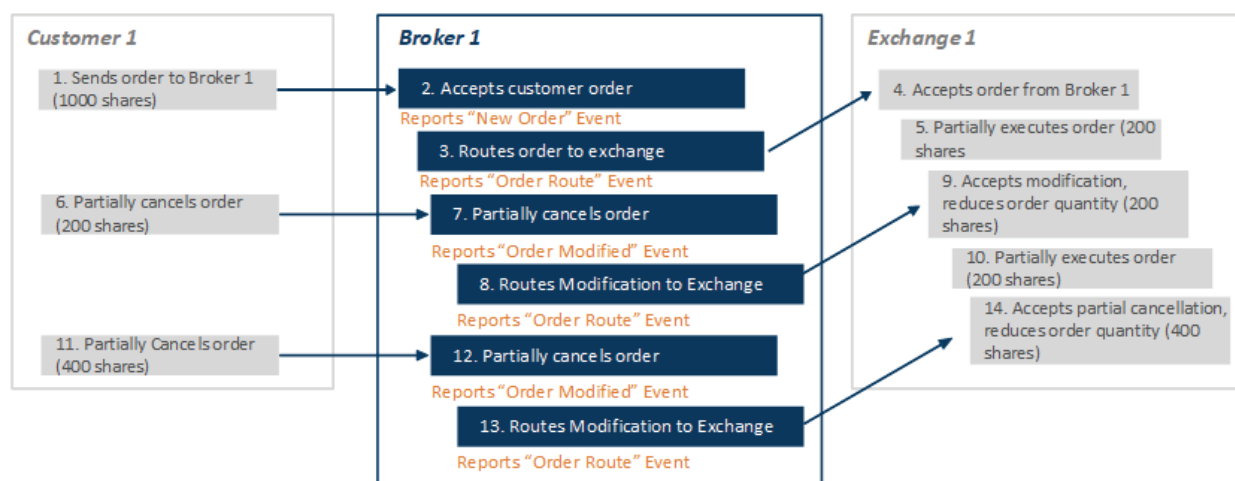 Customer 1
1. Sends order to Broker 1
(1000 shares)
6. Partially cancels order
(200 shares)
11. Partially Cancels order
(400 shares)
Broker 1
2. Accepts customer order
Reports “New Order” Event
3. Routes order to exchange
Reports “Order Route” Event
7. Partially cancels order
Reports “Order Modified” Event
8. Routes Modification to Exchange
Reports “Order Route” Event
12. Partially cancels order
Reports “Order Modified” Event
13. Routes Modification to Exchange
Reports “Order Route” Event
Exchange 1
4. Accepts order from Broker 1
5. Partially executes order (200
shares
9. Accepts modification,
reduces order quantity (200
shares)
10. Partially executes order
(200 shares)
14. Accepts partial cancellation,
reduces order quantity (400
shares)